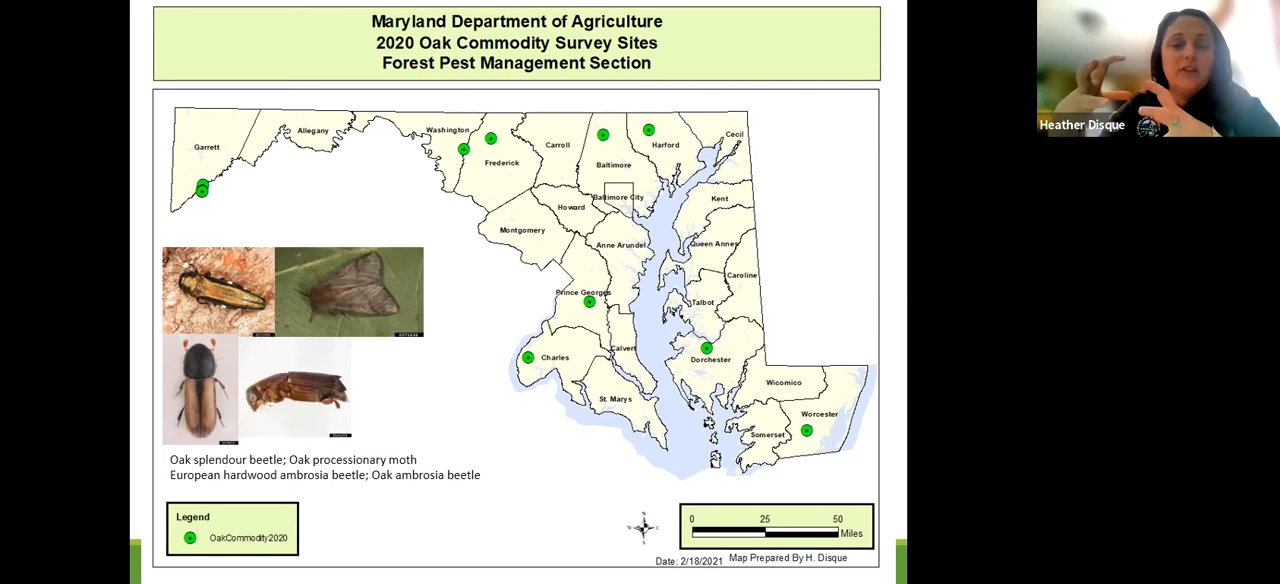 Maryland Department of Agriculture
2020 Oak Commodity Survey Sites
Forest Pest Management Section
Heather Disque
Garrett
Allegany
Washington
Frederick
Carroll
Baltimore
Harford
Cecil
Baltimore City
Howard
Kent
Montgomery
Anne Arundel
Queen Annes
Caroline
Prince Georges
Talbot
Calvert
Charles
Dorchester
St. Marys
Wicomico
Worcester
Somerset
Oak splendour beetle; Oak processionary moth
European hardwood ambrosia beetle; Oak ambrosia beetle
Legend
OakCommodity2020
N
W
E
S
0 25 50
Miles
Date: 2/18/2021 Map Prepared By H. Disque